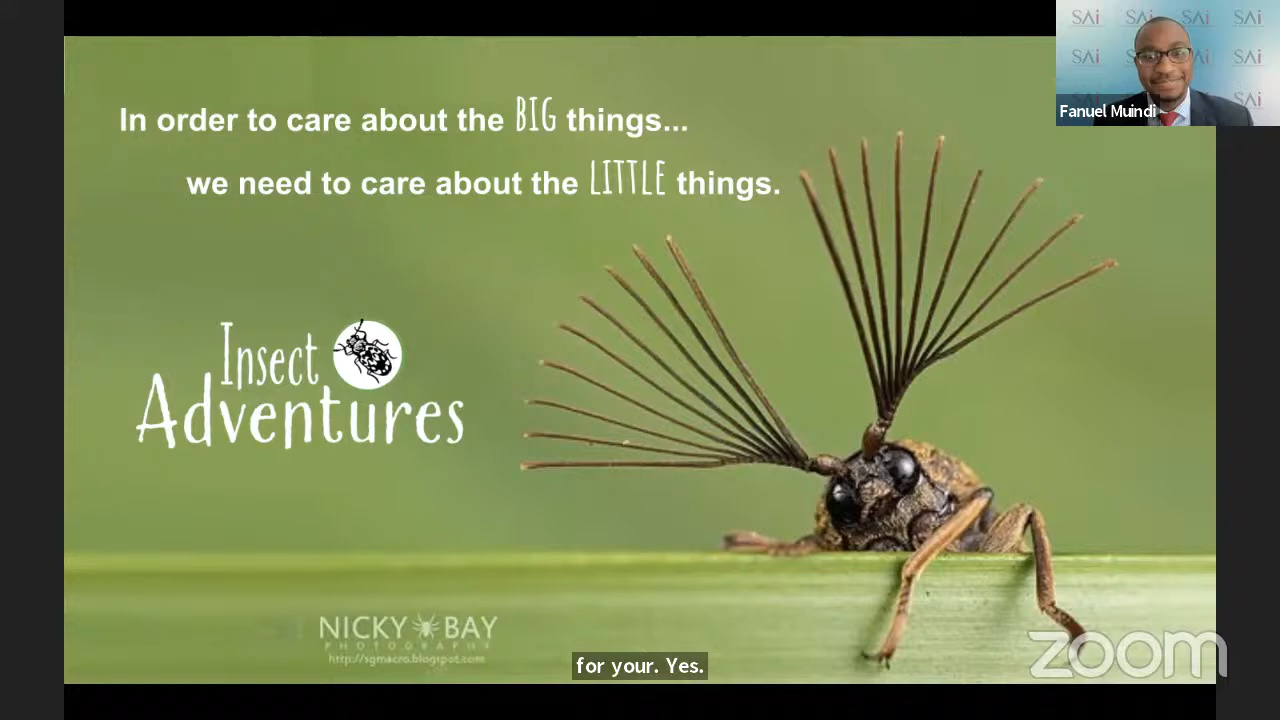 SAi SAi SAi SAi
SAi SAi
SAi
Fanuel Muindi
In order to care about the BIG things...
we need to care about the LITTLE things.
Insect
Adventures
NICKY BAY
PHOTOGRAPHY
http://sgmacro.blogspot.com
for your. Yes.
zoom